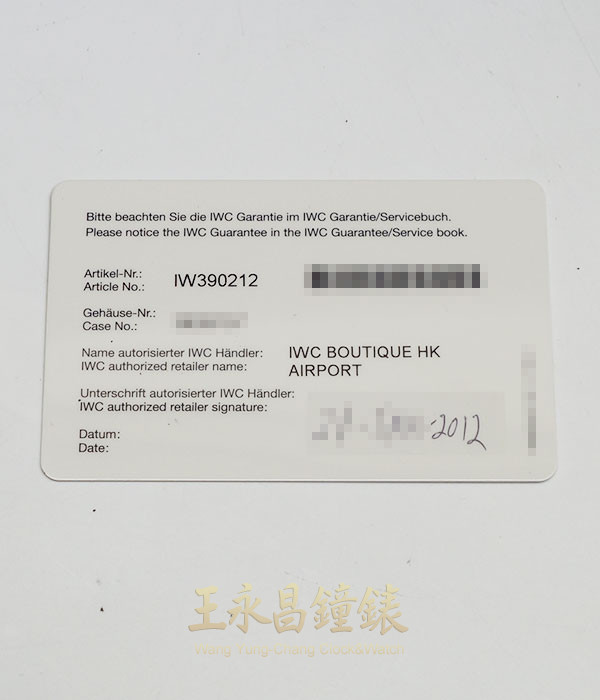 Bitte beachten Sie die IWC Garantie im IWC Garantie/Servicebuch.
Please notice the IWC Guarantee in the IWC Guarantee/Service book.
Artikel-Nr.:
Article No.: IW390212
Gehäuse-Nr.:
Case No.:
Name autorisierter IWC Händler: IWC BOUTIQUE HK
IWC authorized retailer name: AIRPORT
Unterschrift autorisierter IWC Händler:
IWC authorized retailer signature:
2012
Datum:
Date:
王永昌鐘錶
Wang Yung-Chang Clock&Watch